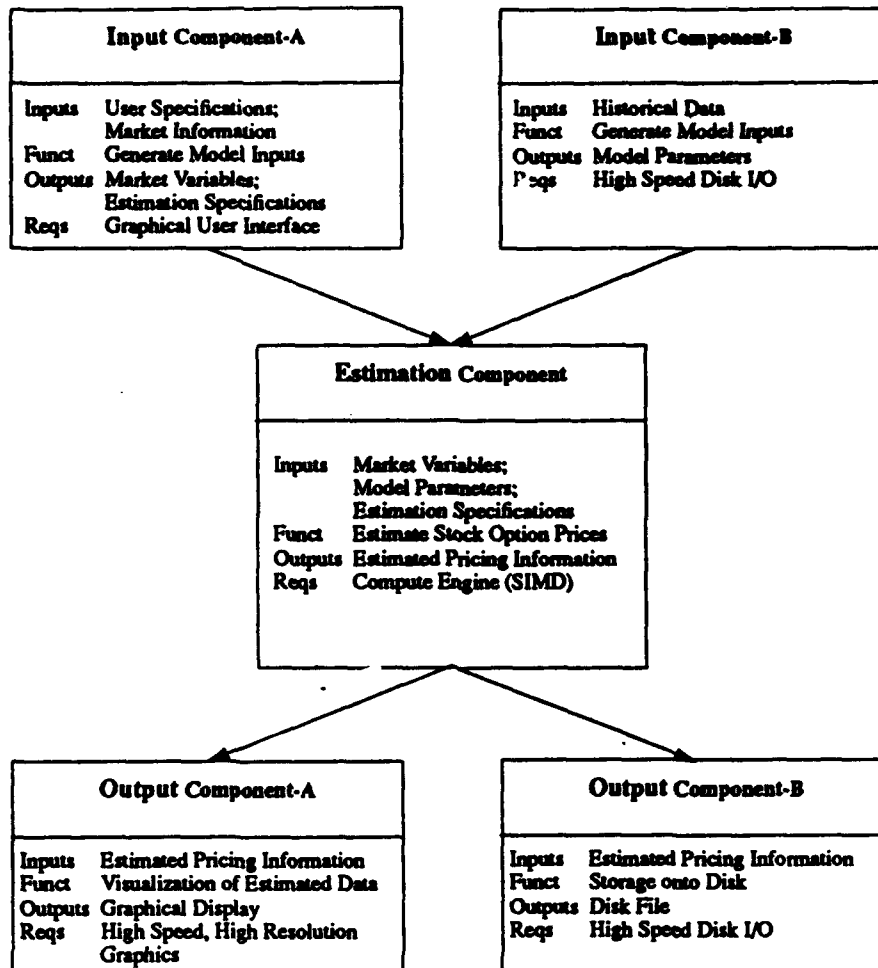 Input Component-A
Inputs User Specifications;
Market Information
Funct Generate Model Inputs
Outputs Market Variables;
Estimation Specifications
Reqs Graphical User Interface
Input Component-B
Inputs Historical Data
Funct Generate Model Inputs
Outputs Model Parameters
Reqs High Speed Disk I/O
Estimation Component
Inputs Market Variables;
Model Parameters;
Estimation Specifications
Funct Estimate Stock Option Prices
Outputs Estimated Pricing Information
Reqs Compute Engine (SIMD)
Output Component-A
Inputs Estimated Pricing Information
Funct Visualization of Estimated Data
Outputs Graphical Display
Reqs High Speed, High Resolution
Graphics
Output Component-B
Inputs Estimated Pricing Information
Funct Storage onto Disk
Outputs Disk File
Reqs High Speed Disk I/O